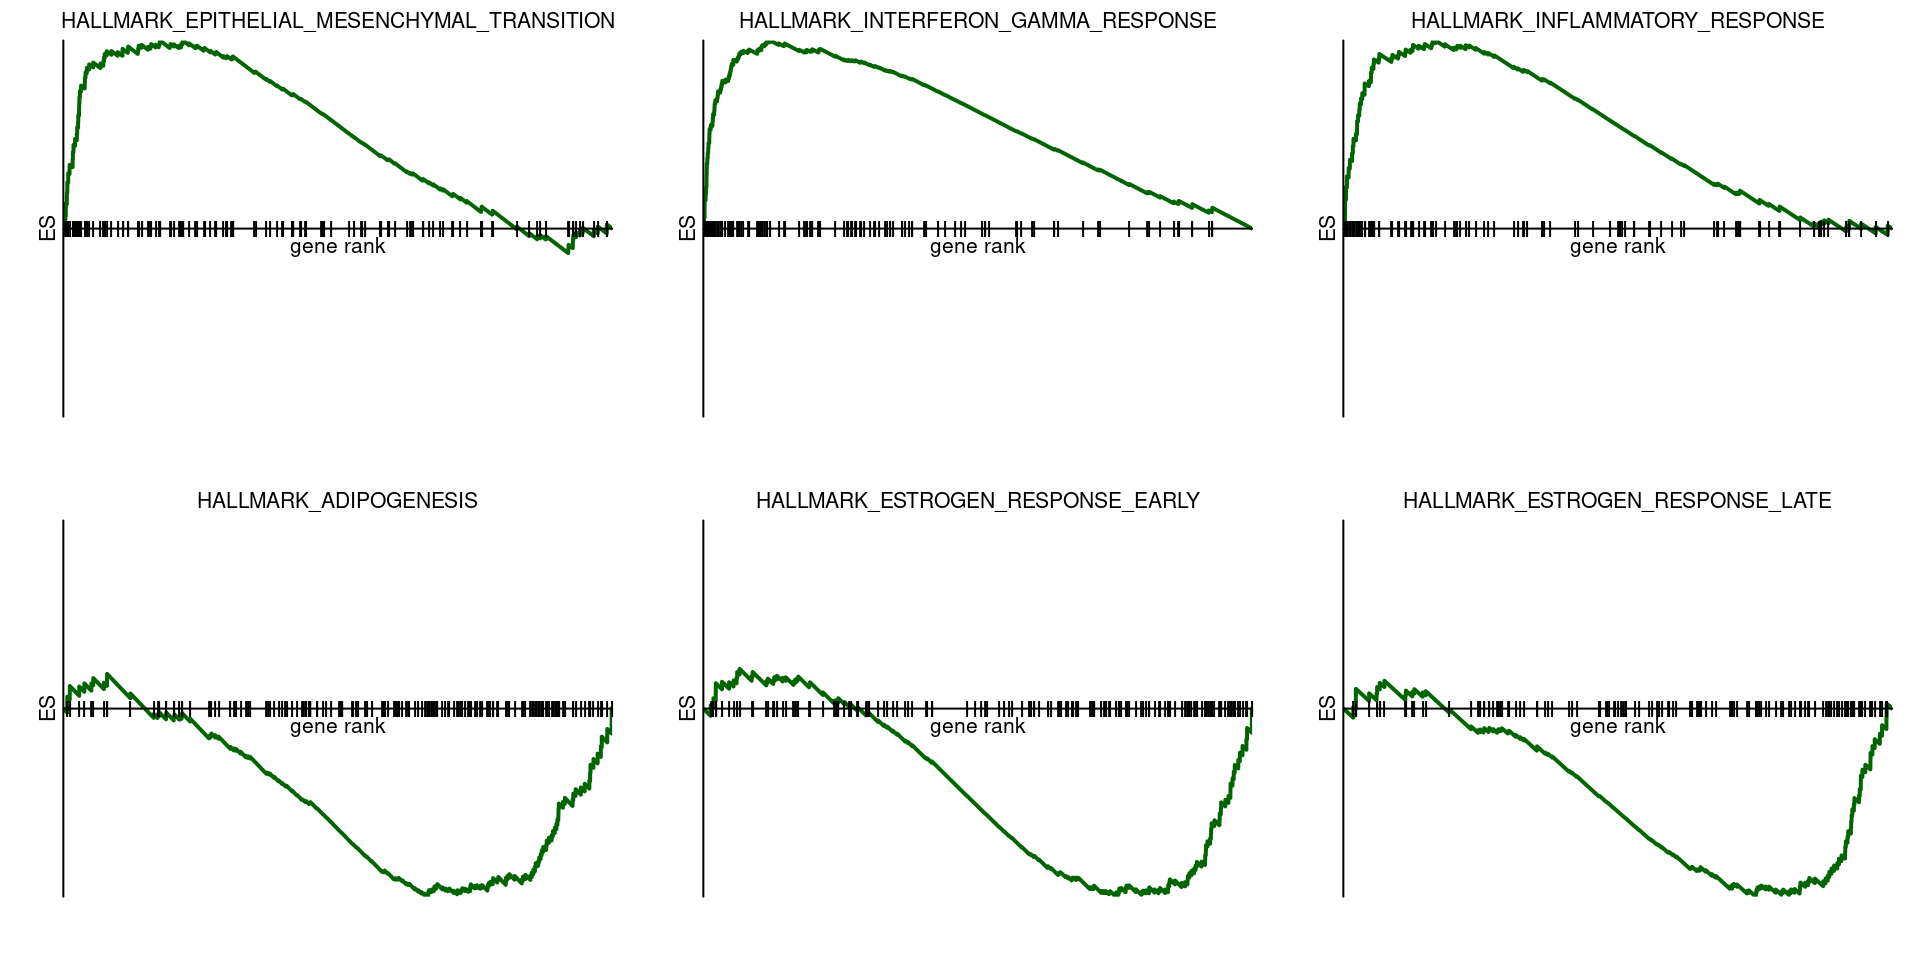 HALLMARK_EPITHELIAL_MESENCHYMAL_TRANSITION
ES
gene rank
HALLMARK_INTERFERON_GAMMA_RESPONSE
ES
gene rank
HALLMARK_INFLAMMATORY_RESPONSE
ES
gene rank
HALLMARK_ADIPOGENESIS
ES
gene rank
HALLMARK_ESTROGEN_RESPONSE_EARLY
ES
gene rank
HALLMARK_ESTROGEN_RESPONSE_LATE
ES
gene rank